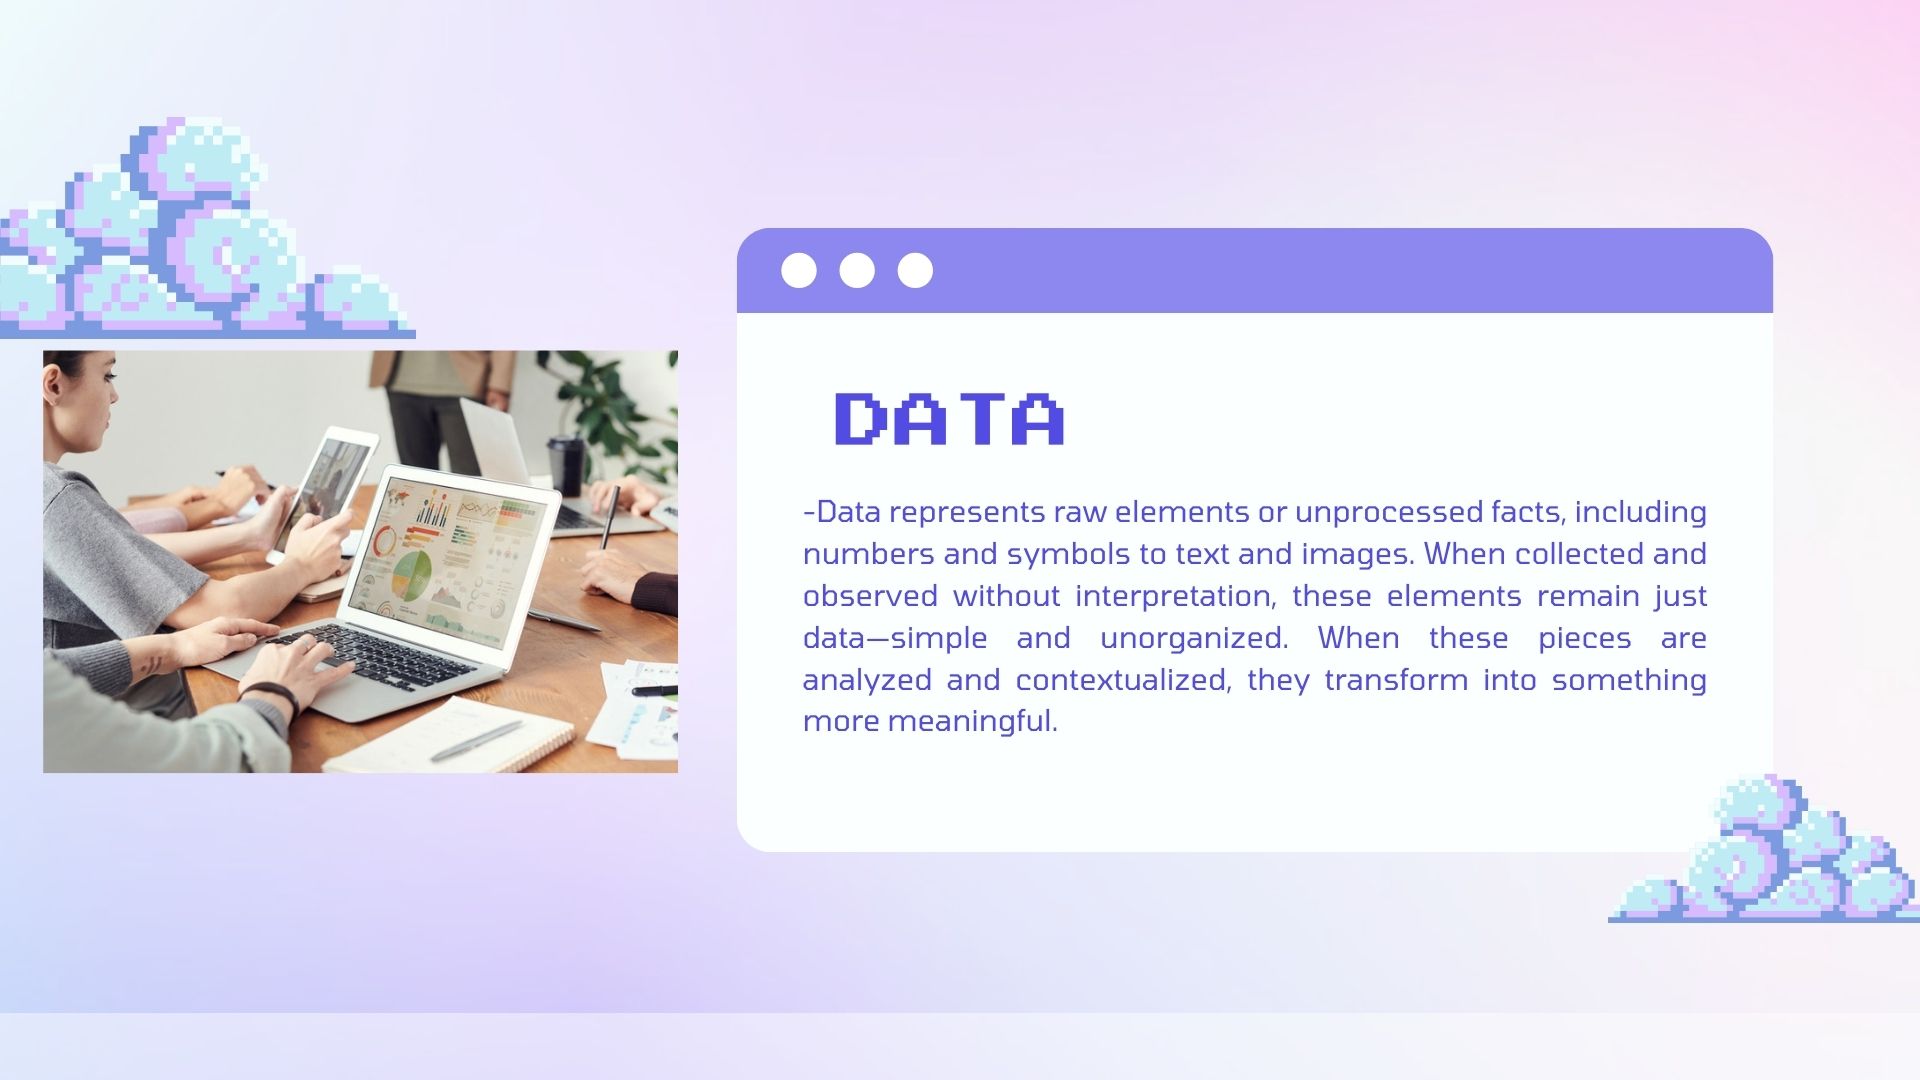 DATA
-Data represents raw elements or unprocessed facts, including
numbers and symbols to text and images. When collected and
observed without interpretation, these elements remain just
data—simple and unorganized. When these pieces are
analyzed and contextualized, they transform into something
more meaningful.